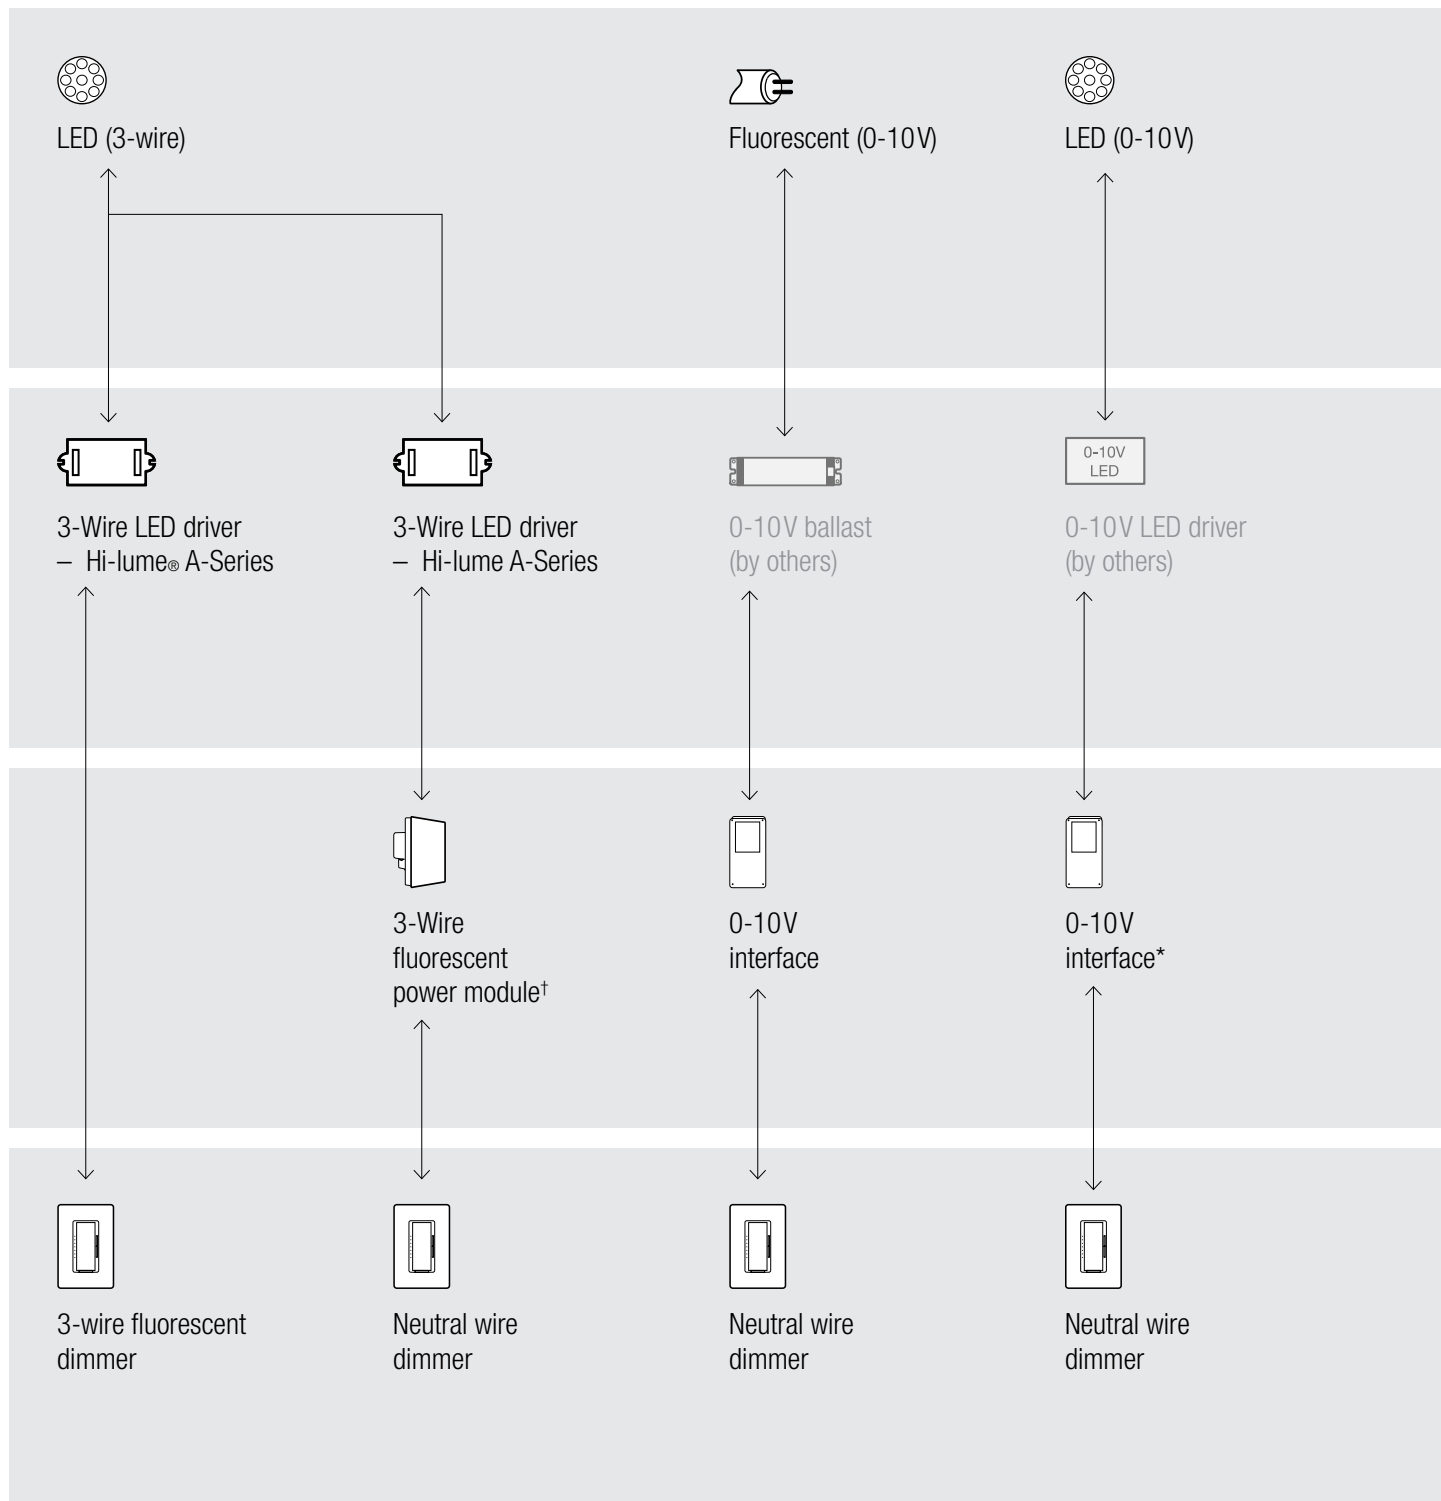 LED (3-wire)
Fluorescent (0-10V)
LED (0-10V)
0-10V
LED
3-Wire LED driver
– Hi-lume® A-Series
3-Wire LED driver
– Hi-lume A-Series
0-10V ballast
(by others)
0-10V LED driver
(by others)
3-Wire
fluorescent
power module†
0-10V
interface
0-10V
interface*
3-wire fluorescent
dimmer
Neutral wire
dimmer
Neutral wire
dimmer
Neutral wire
dimmer